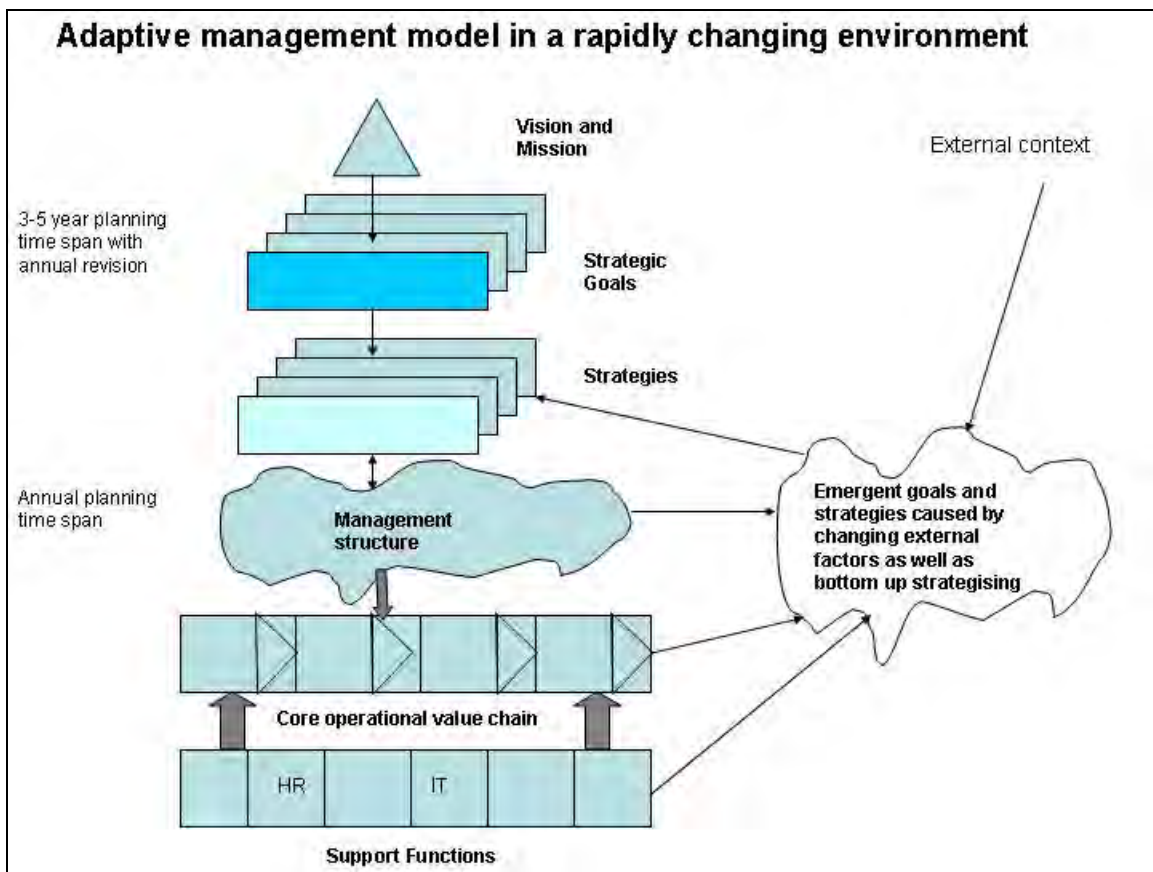 Adaptive management model in a rapidly changing environment
Vision and
Mission
External context
3-5 year planning
time span with
annual revision
Strategic
Goals
Strategies
Annual planning
time span
Management
structure
Emergent goals and
strategies caused by
changing external
factors as well as
bottom up strategising
Core operational value chain
HR
IT
Support Functions